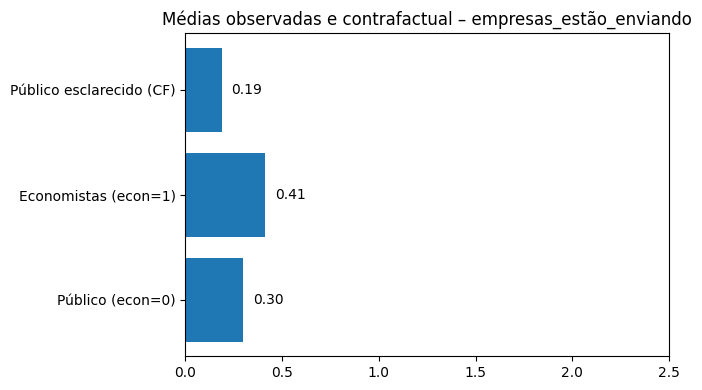 Médias observadas e contrafactual – empresas_estão_enviando
Público esclarecido (CF)
0.19
Economistas (econ=1)
0.41
Público (econ=0)
0.30
0.0 0.5 1.0 1.5 2.0 2.5